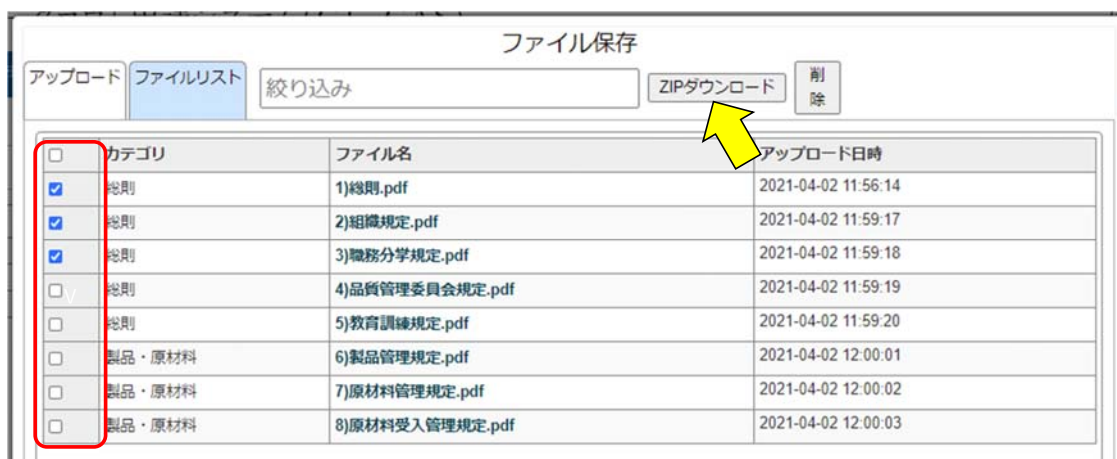 ファイル保存
アップロード ファイルリスト 絞り込み ZIPダウンロード 削除
カテゴリ ファイル名 アップロード日時
総則 1)総則.pdf 2021-04-02 11:56:14
総則 2)組織規定.pdf 2021-04-02 11:59:17
総則 3)職務分学規定.pdf 2021-04-02 11:59:18
総則 4)品質管理委員会規定.pdf 2021-04-02 11:59:19
総則 5)教育訓練規定.pdf 2021-04-02 11:59:20
製品・原材料 6)製品管理規定.pdf 2021-04-02 12:00:01
製品・原材料 7)原材料管理規定.pdf 2021-04-02 12:00:02
製品・原材料 8)原材料受入管理規定.pdf 2021-04-02 12:00:03